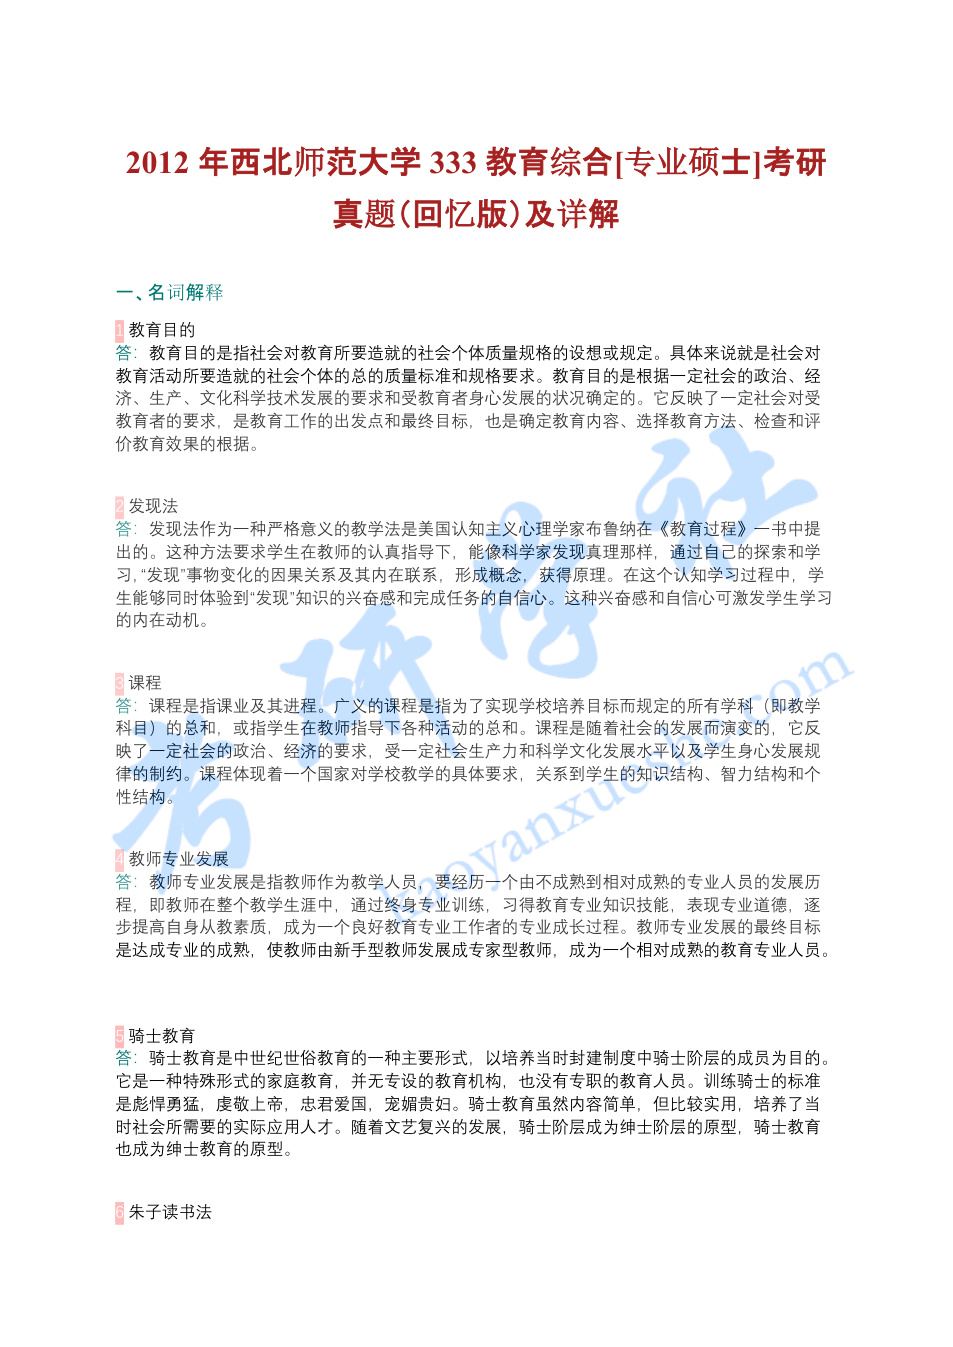 2012 年西北师范大学 333 教育综合[专业硕士]考研
真题（回忆版）及详解
一、名词解释
1 教育目的
答：教育目的是指社会对教育所要造就的社会个体质量规格的设想或规定。具体来说就是社会对
教育活动所要造就的社会个体的总的质量标准和规格要求。教育目的是根据一定社会的政治、经
济、生产、文化科学技术发展的要求和受教育者身心发展的状况确定的。它反映了一定社会对受
教育者的要求，是教育工作的出发点和最终目标，也是确定教育内容、选择教育方法、检查和评
价教育效果的根据。
2 发现法
答：发现法作为一种严格意义的教学法是美国认知主义心理学家布鲁纳在《教育过程》一书中提
出的。这种方法要求学生在教师的认真指导下，能像科学家发现真理那样，通过自己的探索和学
习，“发现”事物变化的因果关系及其内在联系，形成概念，获得原理。在这个认知学习过程中，学
生能够同时体验到“发现”知识的兴奋感和完成任务的自信心。这种兴奋感和自信心可激发学生学习
的内在动机。
3 课程
答：课程是指课业及其进程。广义的课程是指为了实现学校培养目标而规定的所有学科（即教学
科目）的总和，或指学生在教师指导下各种活动的总和。课程是随着社会的发展而演变的，它反
映了一定社会的政治、经济的要求，受一定社会生产力和科学文化发展水平以及学生身心发展规
律的制约。课程体现着一个国家对学校教学的具体要求，关系到学生的知识结构、智力结构和个
性结构。
4 教师专业发展
答：教师专业发展是指教师作为教学人员，要经历一个由不成熟到相对成熟的专业人员的发展历
程，即教师在整个教学生涯中，通过终身专业训练，习得教育专业知识技能，表现专业道德，逐
步提高自身从教素质，成为一个良好教育专业工作者的专业成长过程。教师专业发展的最终目标
是达成专业的成熟，使教师由新手型教师发展成专家型教师，成为一个相对成熟的教育专业人员。
5 骑士教育
答：骑士教育是中世纪世俗教育的一种主要形式，以培养当时封建制度中骑士阶层的成员为目的。
它是一种特殊形式的家庭教育，并无专设的教育机构，也没有专职的教育人员。训练骑士的标准
是彪悍勇猛，虔敬上帝，忠君爱国，宠媚贵妇。骑士教育虽然内容简单，但比较实用，培养了当
时社会所需要的实际应用人才。随着文艺复兴的发展，骑士阶层成为绅士阶层的原型，骑士教育
也成为绅士教育的原型。
6 朱子读书法
考研学社
kaoyanxueshe.com